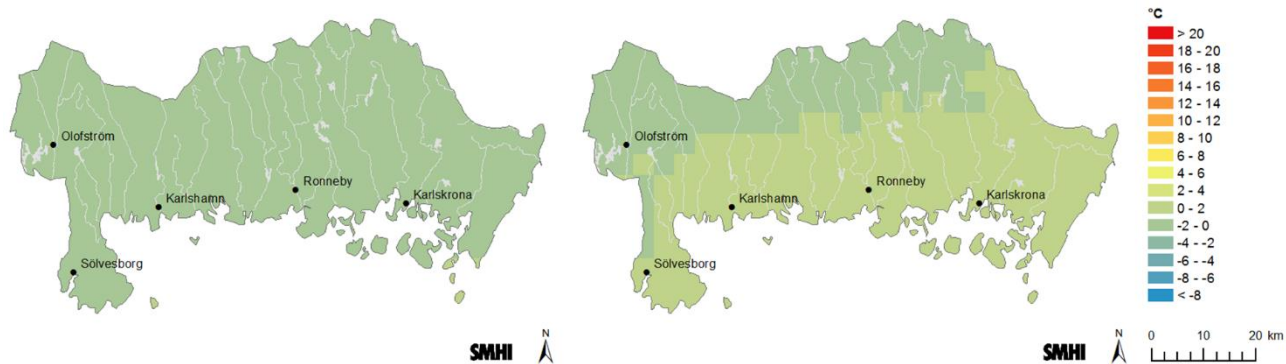 Olofström
Karlshamn
Ronneby
Karlskrona
Sölvesborg
SMHI
N
Olofström
Karlshamn
Ronneby
Karlskrona
Sölvesborg
SMHI
N
°C
> 20
18 - 20
16 - 18
14 - 16
12 - 14
10 - 12
8 - 10
6 - 8
4 - 6
2 - 4
0 - 2
-2 - 0
-4 - -2
-6 - -4
-8 - -6
< -8
0 10 20 km